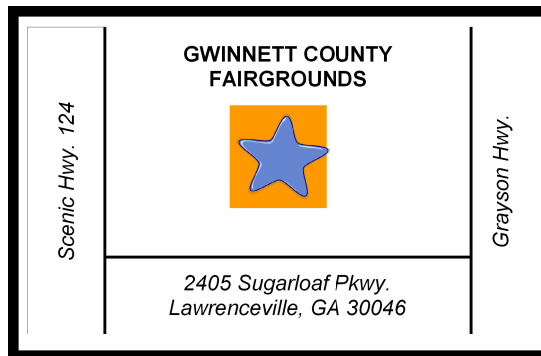 GWINNETT COUNTY
FAIRGROUNDS
Scenic Hwy. 124
Grayson Hwy.
2405 Sugarloaf Pkwy.
Lawrenceville, GA 30046